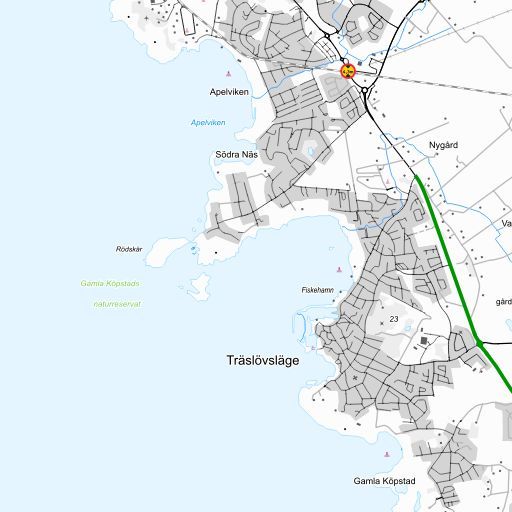 Apelviken
Apelviken
Nygård
Södra Näs
Va
Rödskär
Gamla Köpstads
naturreservat
Fiskehamn
gård
23
Träslövsläge
Gamla Köpstad